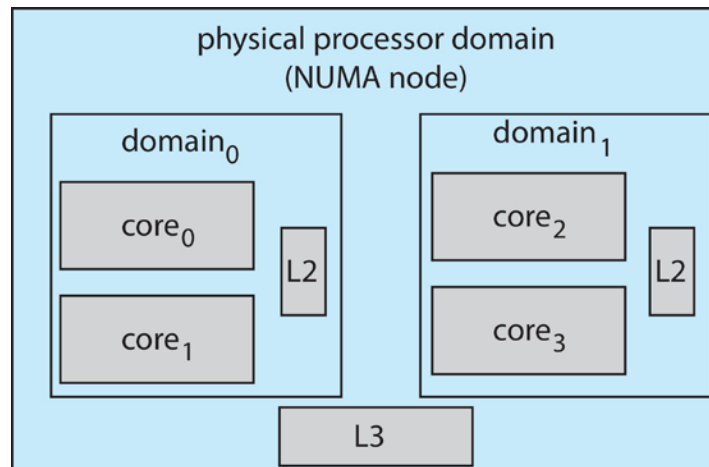 physical processor domain
(NUMA node)
domain₀
core₀
L2
core₁
domain₁
core₂
L2
core₃
L3